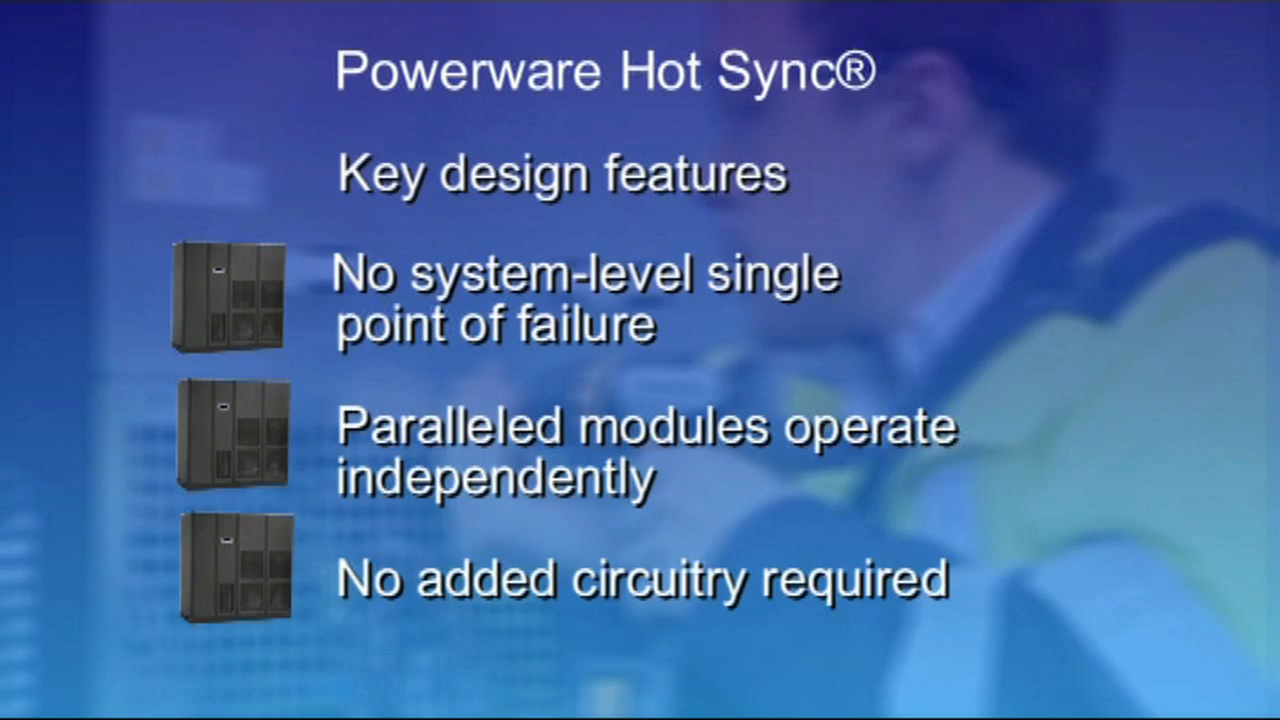 Powerware Hot Sync®
Key design features
No system-level single
point of failure
Paralleled modules operate
independently
No added circuitry required